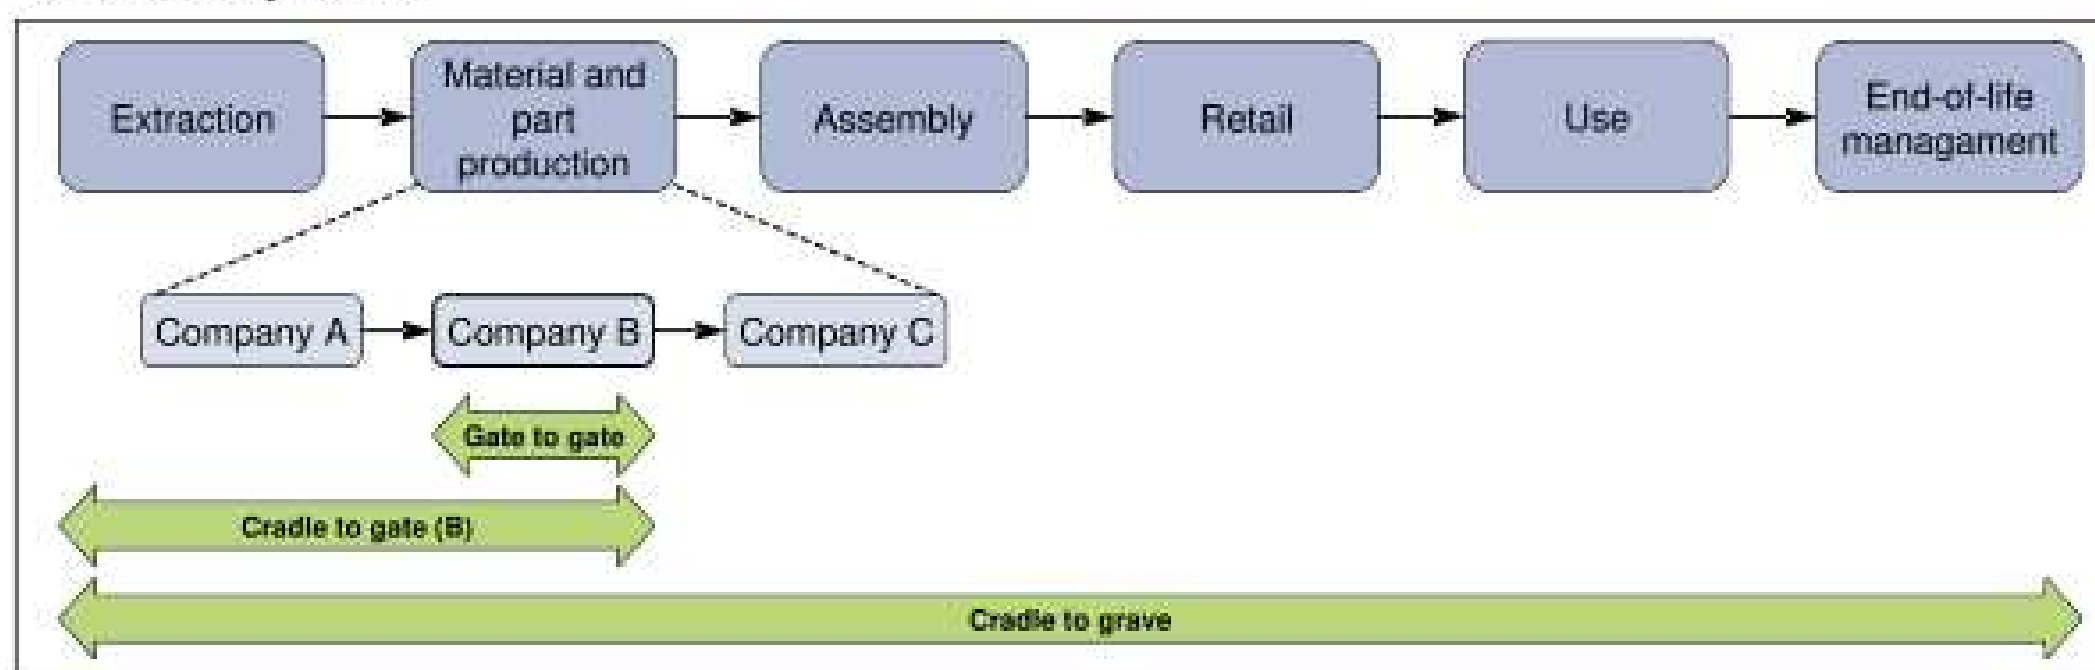 Extraction
Material and
part
production
Assembly
Retail
Use
End-of-life
managament
Company A
Company B
Company C
Gate to gate
Cradle to gate (B)
Cradle to grave